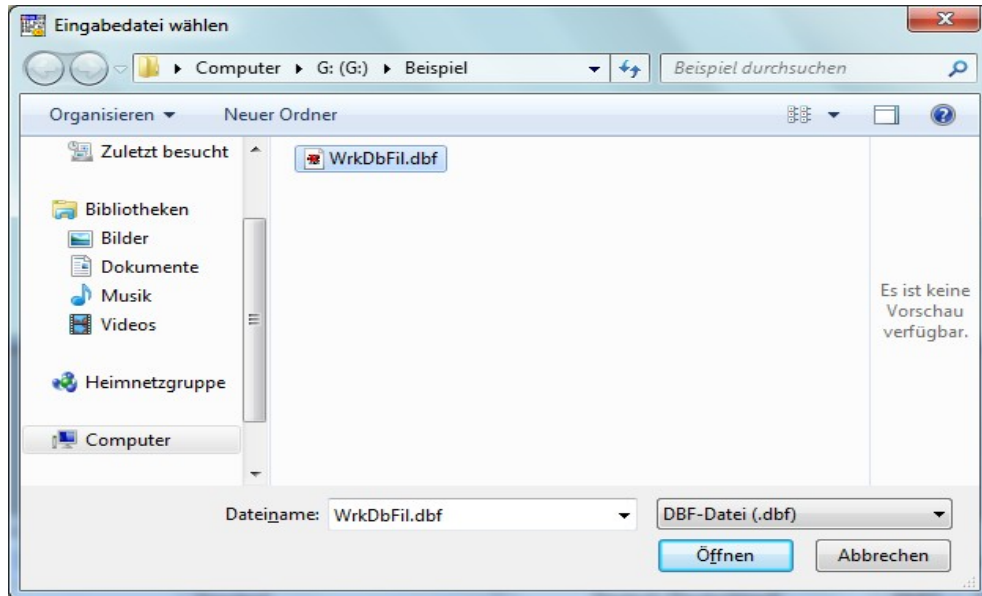 Eingabedatei wählen
Computer G: (G:) Beispiel Beispiel durchsuchen
Organisieren Neuer Ordner
Zuletzt besucht
WrkDbFil.dbf
Bibliotheken
Bilder
Dokumente
Musik
Videos
Heimnetzgruppe
Computer
Es ist keine
Vorschau
verfügbar.
Dateiname: WrkDbFil.dbf DBF-Datei (.dbf)
Öffnen Abbrechen